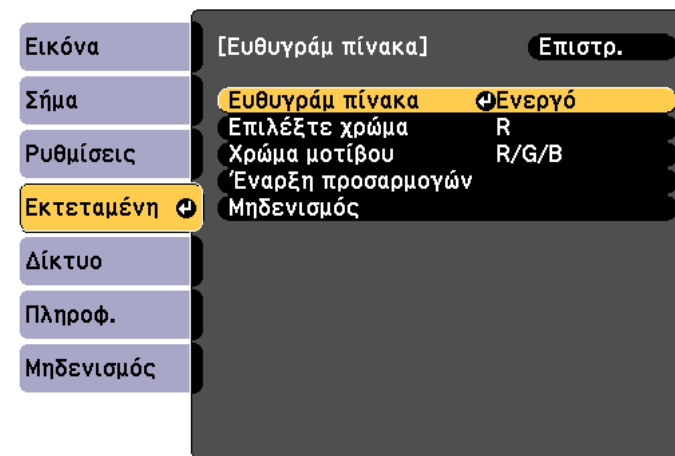 Εικόνα
Σήμα
Ρυθμίσεις
Εκτεταμένη
Δίκτυο
Πληροφ.
Μηδενισμός
[Ευθυγράμ πίνακα] Επιστρ.
Ευθυγράμ πίνακα Ενεργό
Επιλέξτε χρώμα R
Χρώμα μοτίβου R/G/B
Έναρξη προσαρμογών
Μηδενισμός